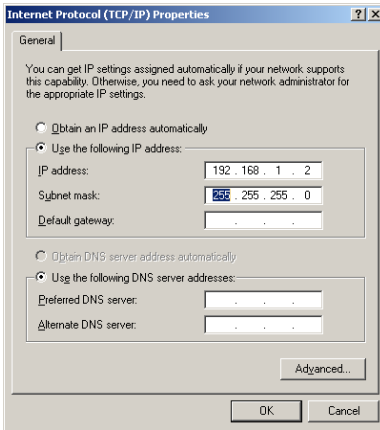 Internet Protocol (TCP/IP) Properties
General
You can get IP settings assigned automatically if your network supports
this capability. Otherwise, you need to ask your network administrator for
the appropriate IP settings.
Obtain an IP address automatically
Use the following IP address:
IP address: 192 . 168 . 1 . 2
Subnet mask: 255 . 255 . 255 . 0
Default gateway: . . .
Obtain DNS server address automatically
Use the following DNS server addresses:
Preferred DNS server: . . .
Alternate DNS server: . . .
Advanced...
OK Cancel